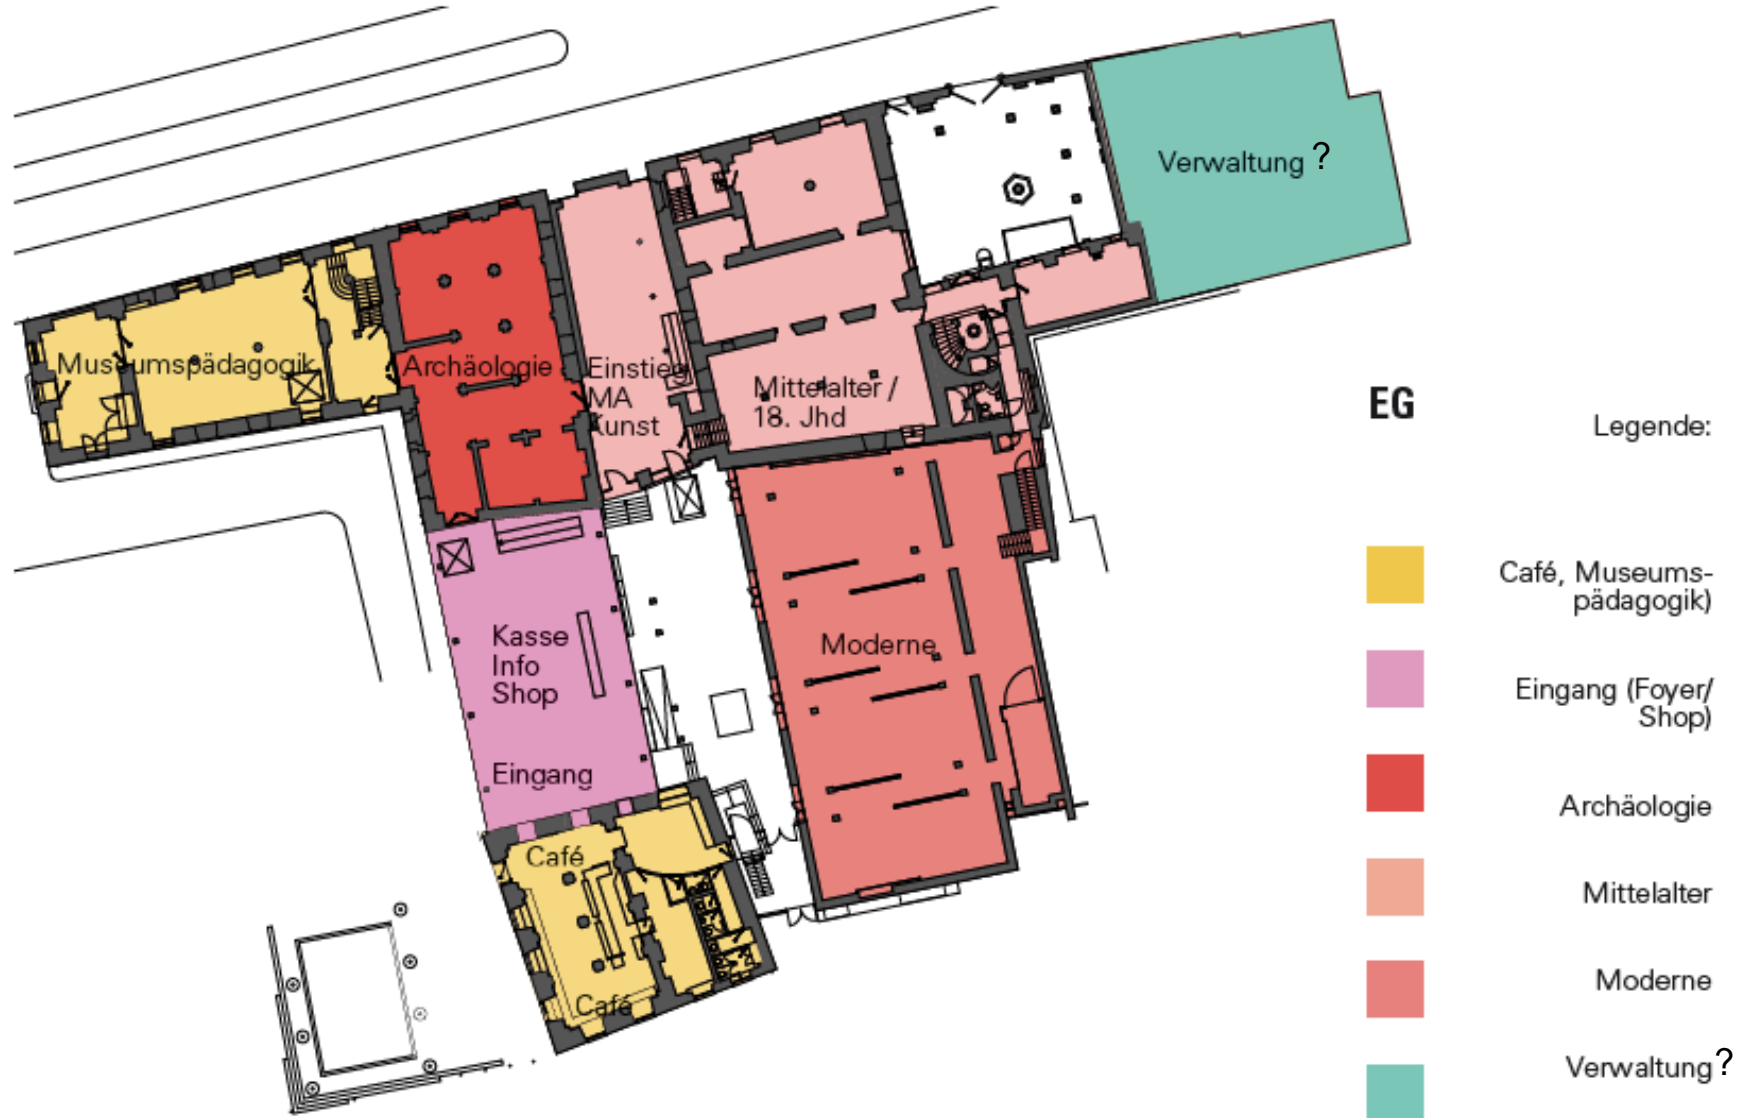 Verwaltung ?
Museumspädagogik
Archäologie
Einstieg
MA
Kunst
Mittelalter /
18. Jhd
Kasse
Info
Shop
Moderne
Eingang
Café
Café
EG
Legende:
Café, Museums-
pädagogik)
Eingang (Foyer/
Shop)
Archäologie
Mittelalter
Moderne
Verwaltung ?